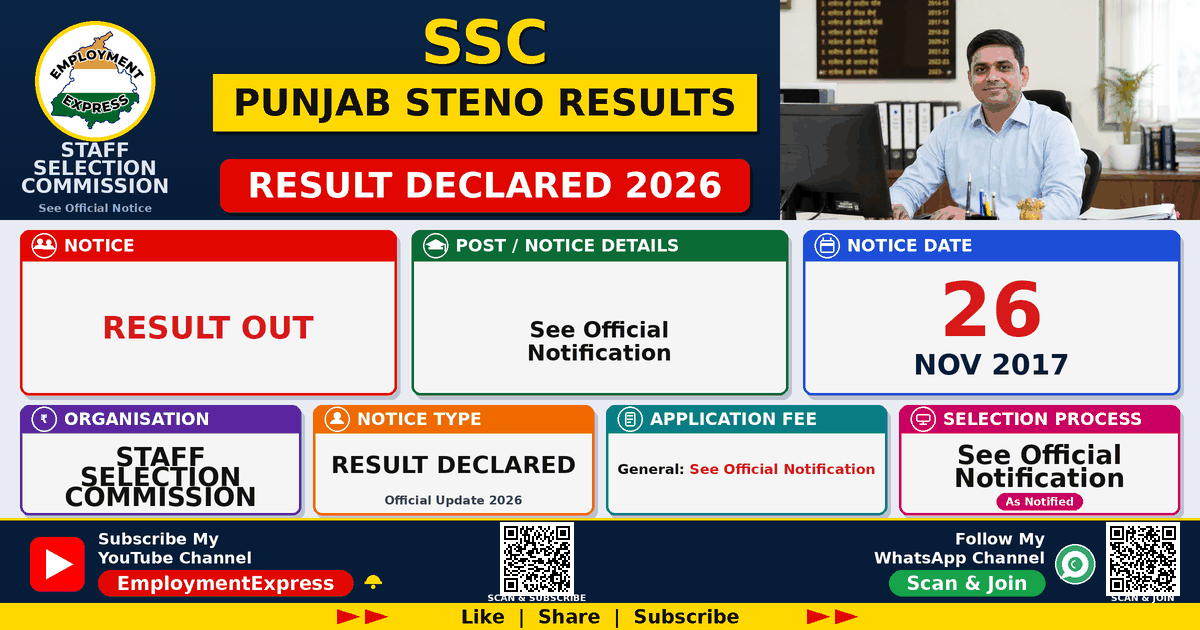 EMPLOYMENT
EXPRESS
STAFF
SELECTION
COMMISSION
See Official Notice
SSC
PUNJAB STENO RESULTS
RESULT DECLARED 2026
NOTICE
RESULT OUT
POST / NOTICE DETAILS
See Official
Notification
NOTICE DATE
26
NOV 2017
₹ ORGANISATION
STAFF
SELECTION
COMMISSION
NOTICE TYPE
RESULT DECLARED
Official Update 2026
APPLICATION FEE
General: See Official Notification
SELECTION PROCESS
See Official
Notification
As Notified
Subscribe My
YouTube Channel
EmploymentExpress
SCAN & SUBSCRIBE
Follow My
WhatsApp Channel
Scan & Join
SCAN & JOIN
Like | Share | Subscribe